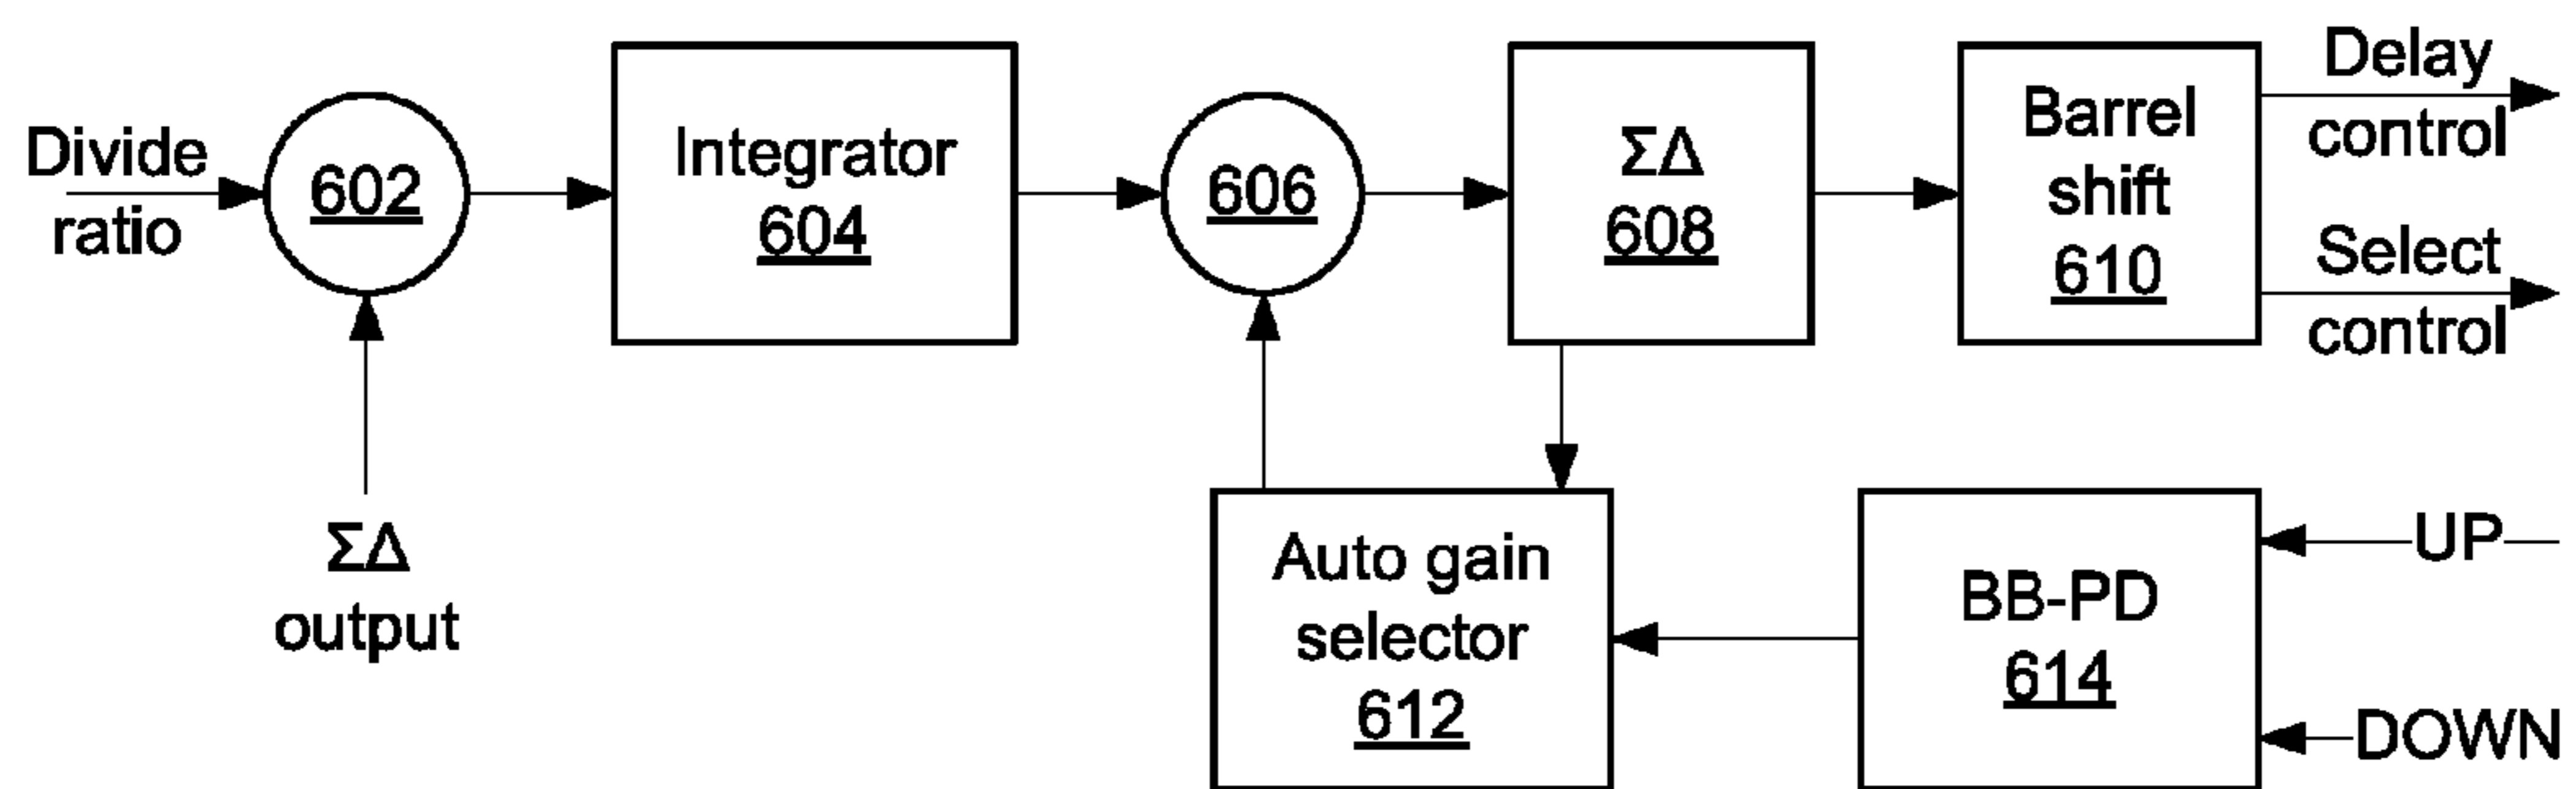 Divide
ratio
602
ΣΔ
output
Integrator
604
606
ΣΔ
608
Barrel
shift
610
Delay
control
Select
control
Auto gain
selector
612
BB-PD
614
UP
DOWN